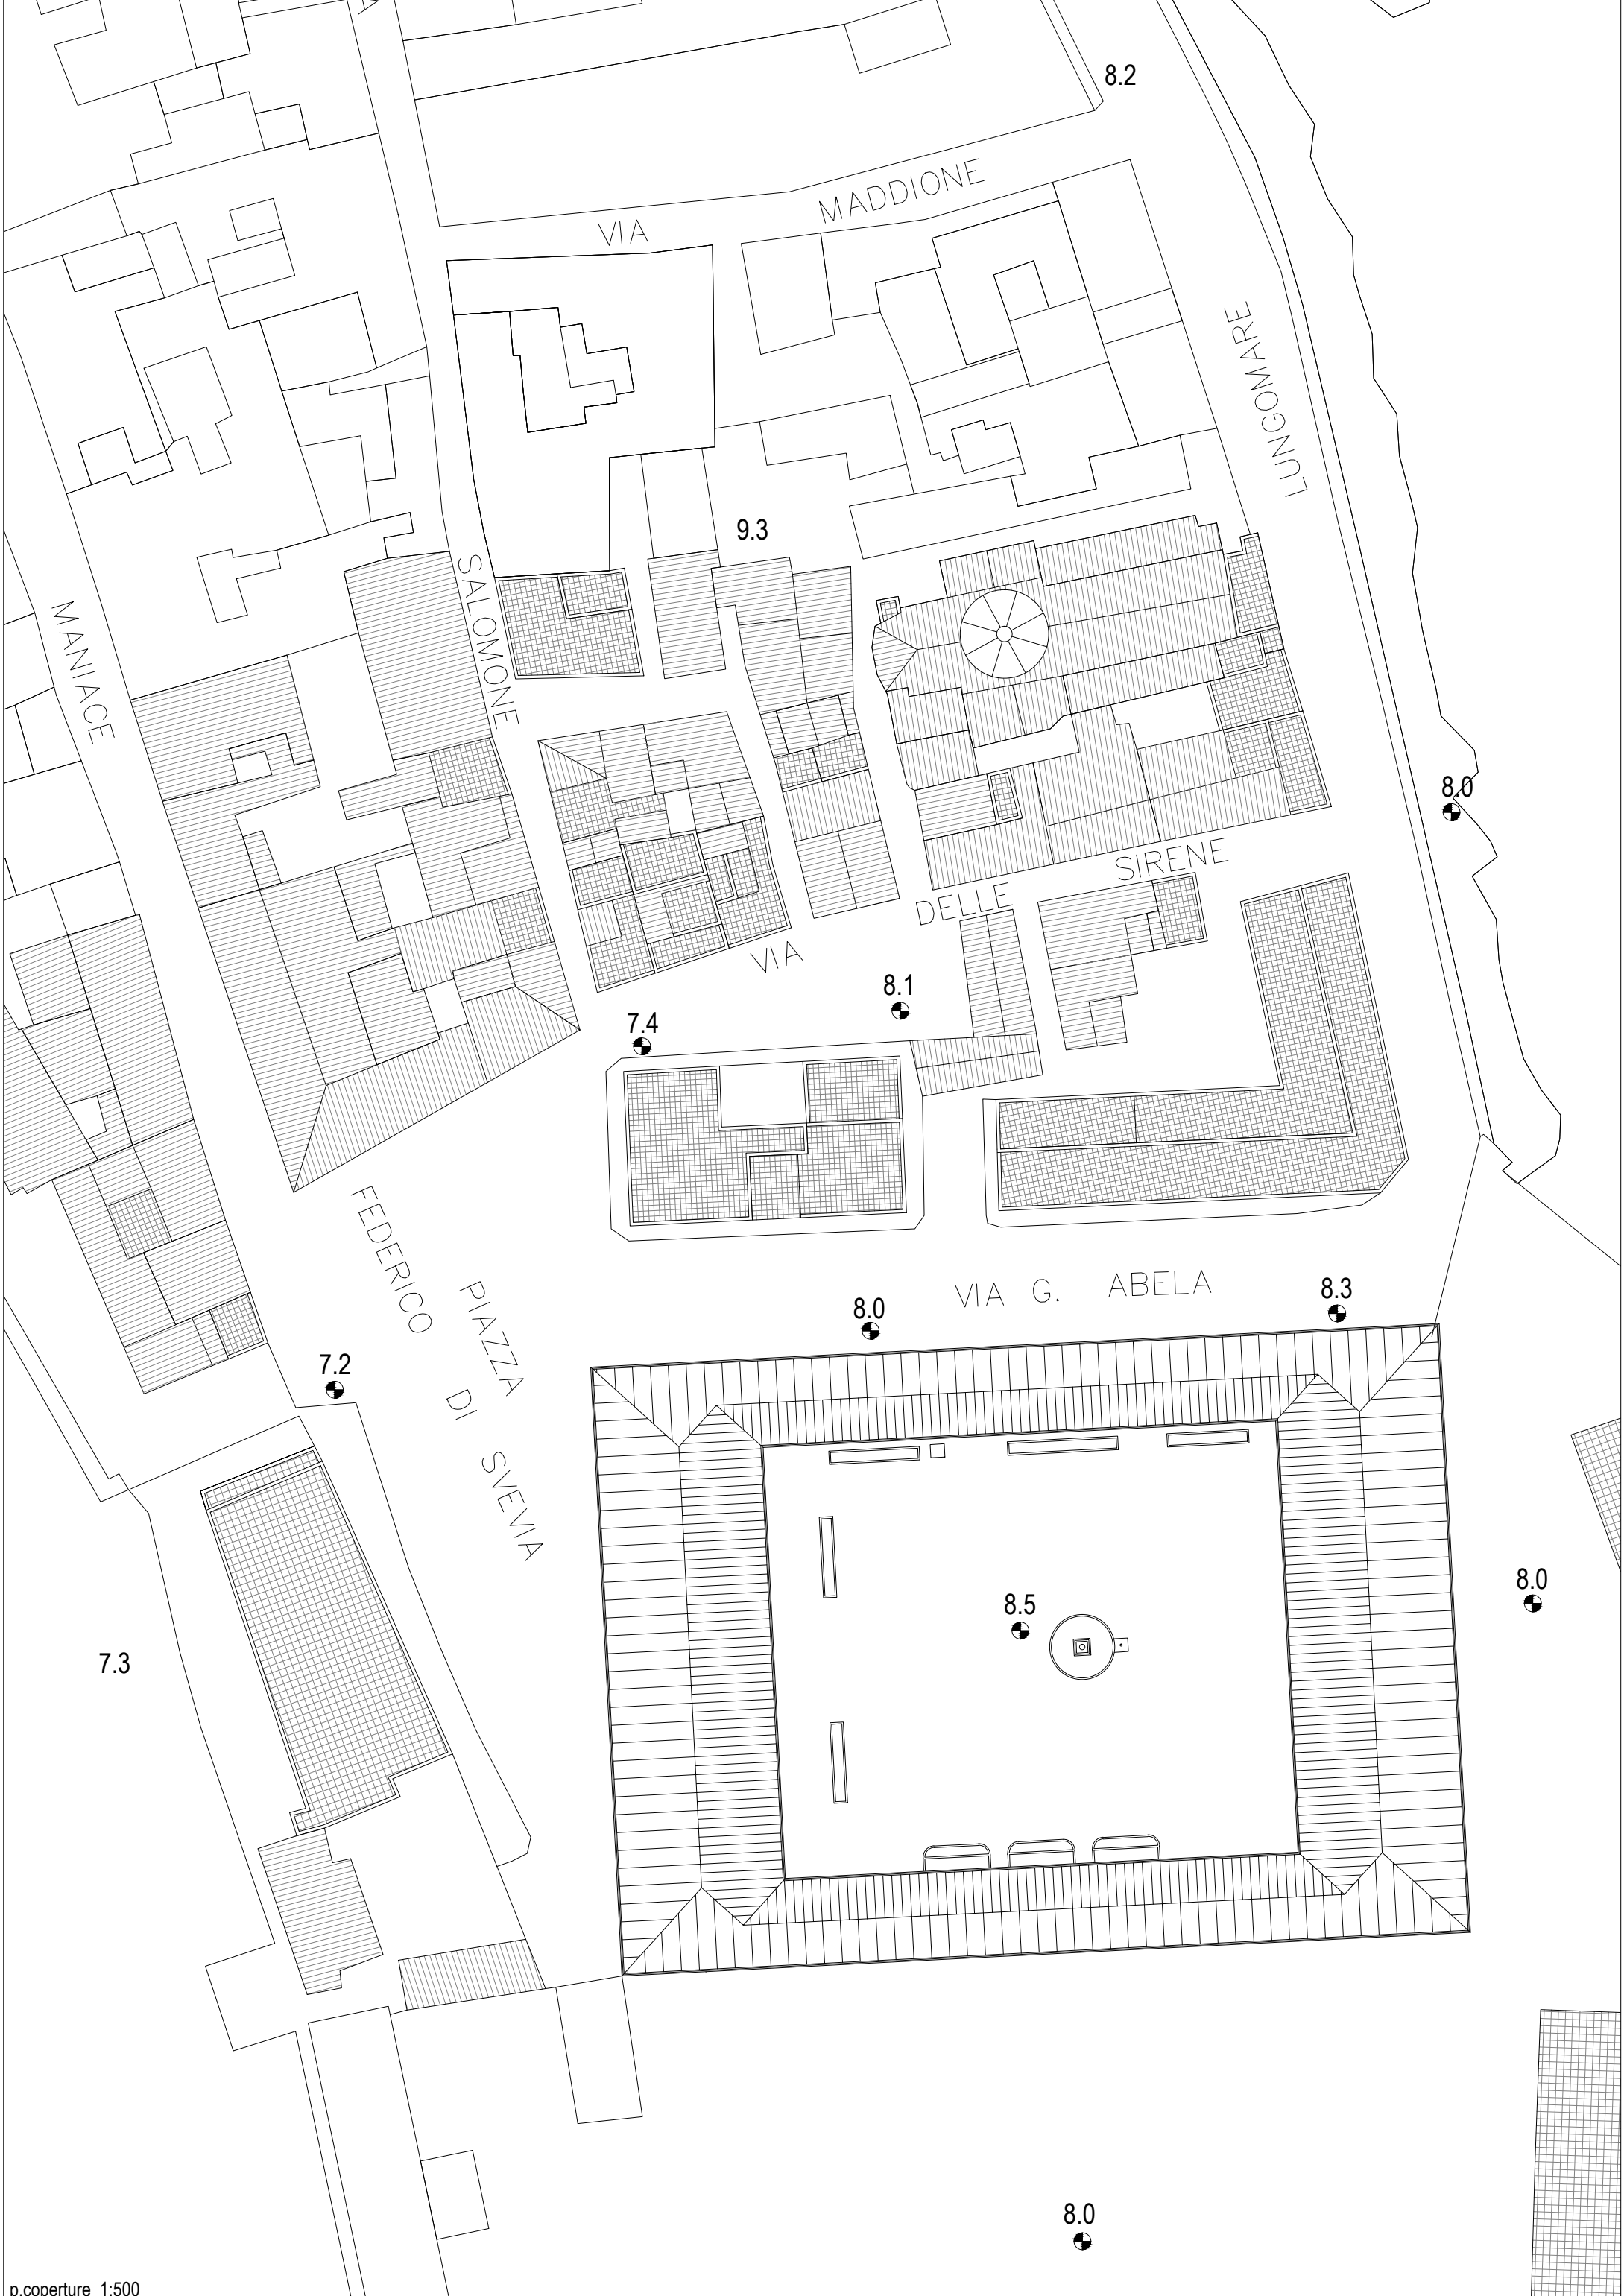 8.2
VIA MADDIONE
LUNGOMARE
9.3
SALOMONE
MANIACE
8.0
VIA DELLE SIRENE
8.1
7.4
FEDERICO
PIAZZA
DI SVEVIA
VIA G. ABELA
8.3
8.0
7.2
8.5
8.0
7.3
8.0
p.coperture 1:500